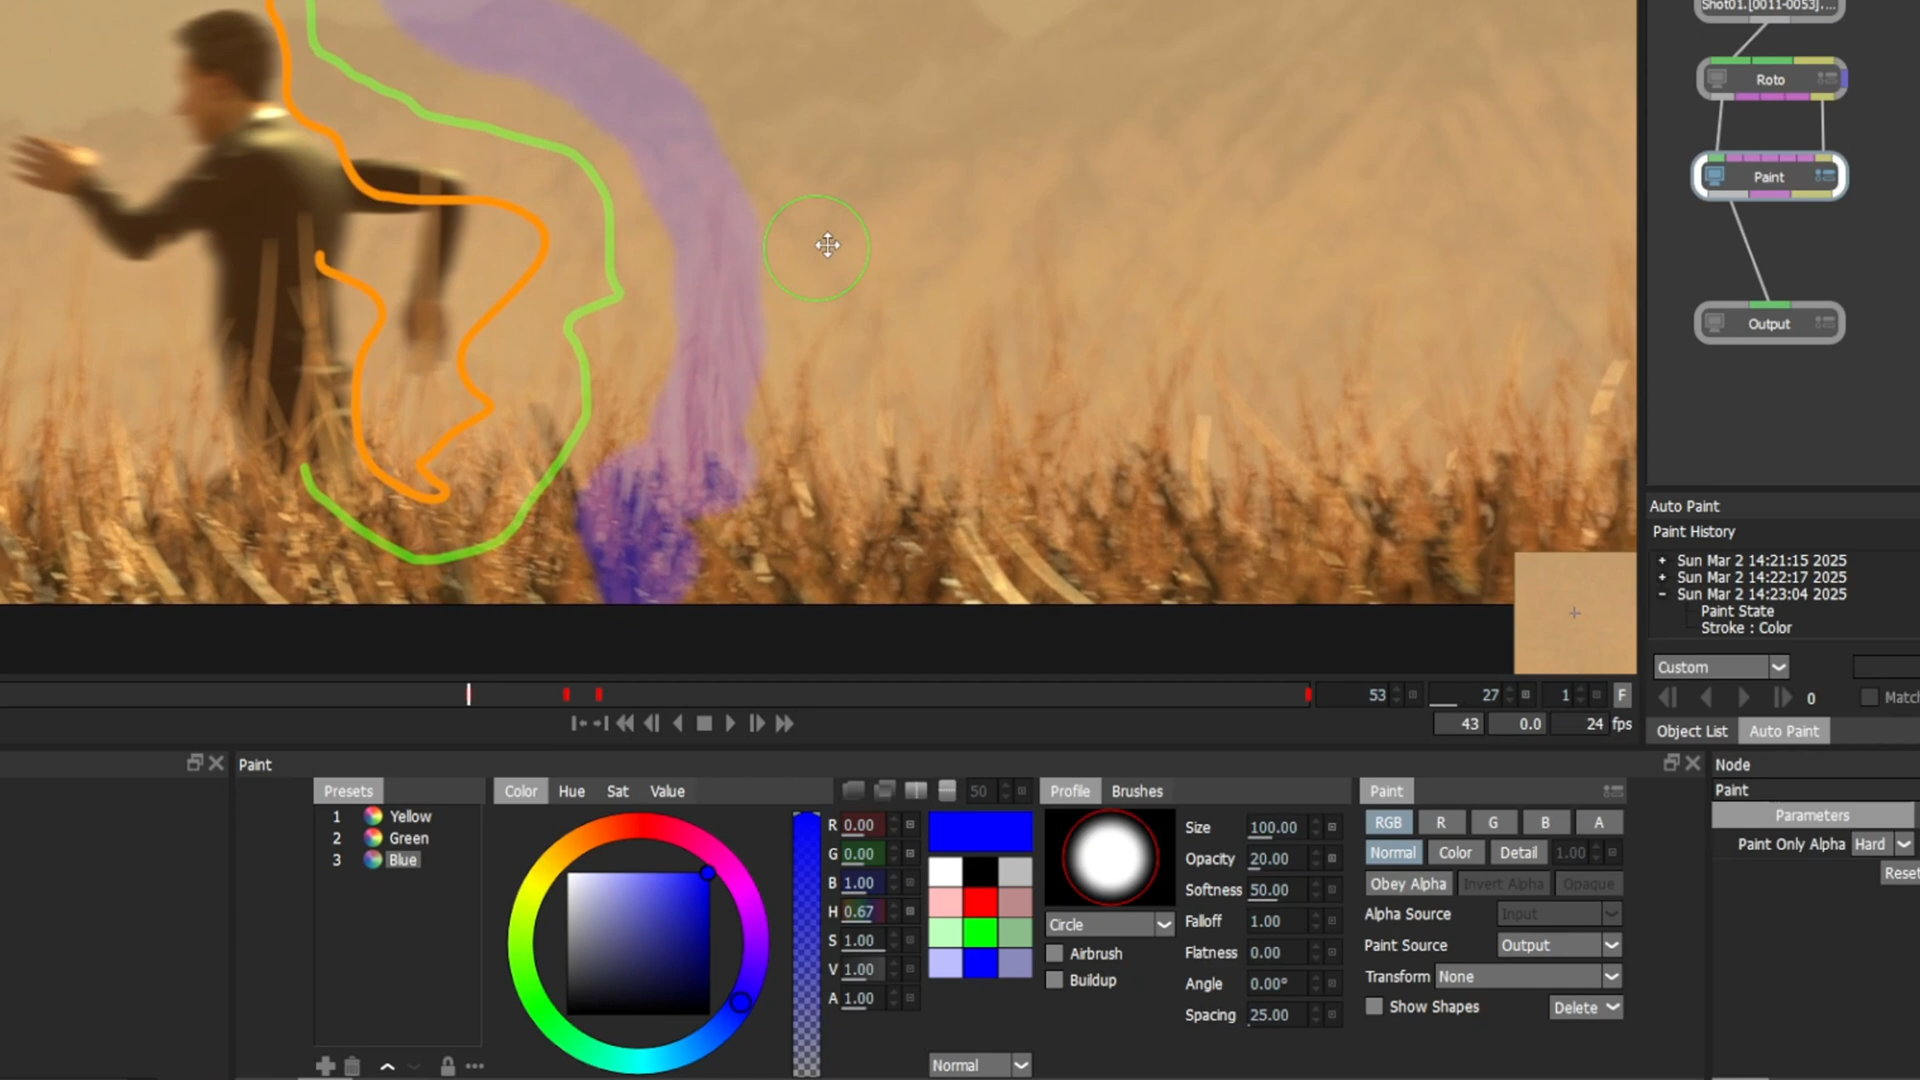 Shot01.[0011-0053]....
Roto
Paint
Output
Auto Paint
Paint History
+ Sun Mar 2 14:21:15 2025
+ Sun Mar 2 14:22:17 2025
- Sun Mar 2 14:23:04 2025
Paint State
Stroke : Color
Custom
0
Match
53
27
1
F
43
0.0
24
fps
Object List
Auto Paint
Paint
Node
Presets
1 Yellow
2 Green
3 Blue
Color
Hue
Sat
Value
50
R 0.00
G 0.00
B 1.00
H 0.67
S 1.00
V 1.00
A 1.00
Normal
Profile
Brushes
Circle
Airbrush
Buildup
Size 100.00
Opacity 20.00
Softness 50.00
Falloff 1.00
Flatness 0.00
Angle 0.00°
Spacing 25.00
Paint
RGB R G B A
Normal Color Detail 1.00
Obey Alpha Invert Alpha Opaque
Alpha Source Input
Paint Source Output
Transform None
Show Shapes
Delete
Paint
Parameters
Paint Only Alpha Hard
Reset